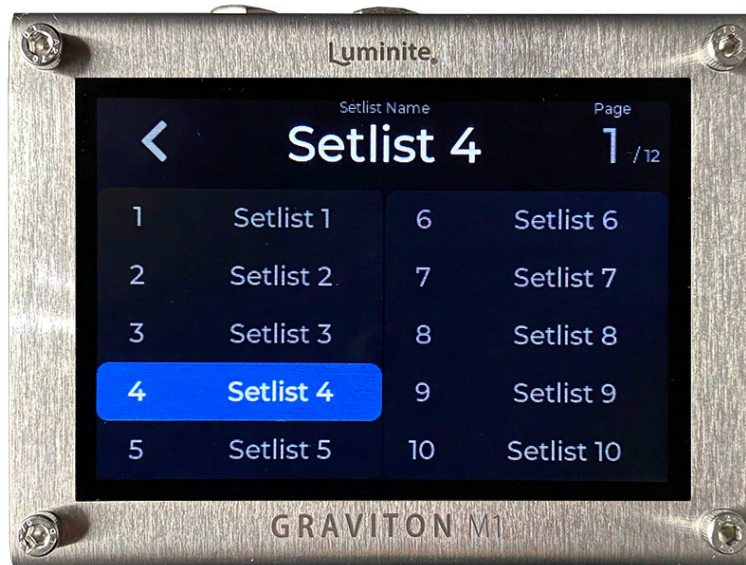 Luminite
Setlist Name
Page
Setlist 4
1 / 12
1 Setlist 1
2 Setlist 2
3 Setlist 3
4 Setlist 4
5 Setlist 5
6 Setlist 6
7 Setlist 7
8 Setlist 8
9 Setlist 9
10 Setlist 10
GRAVITON M1